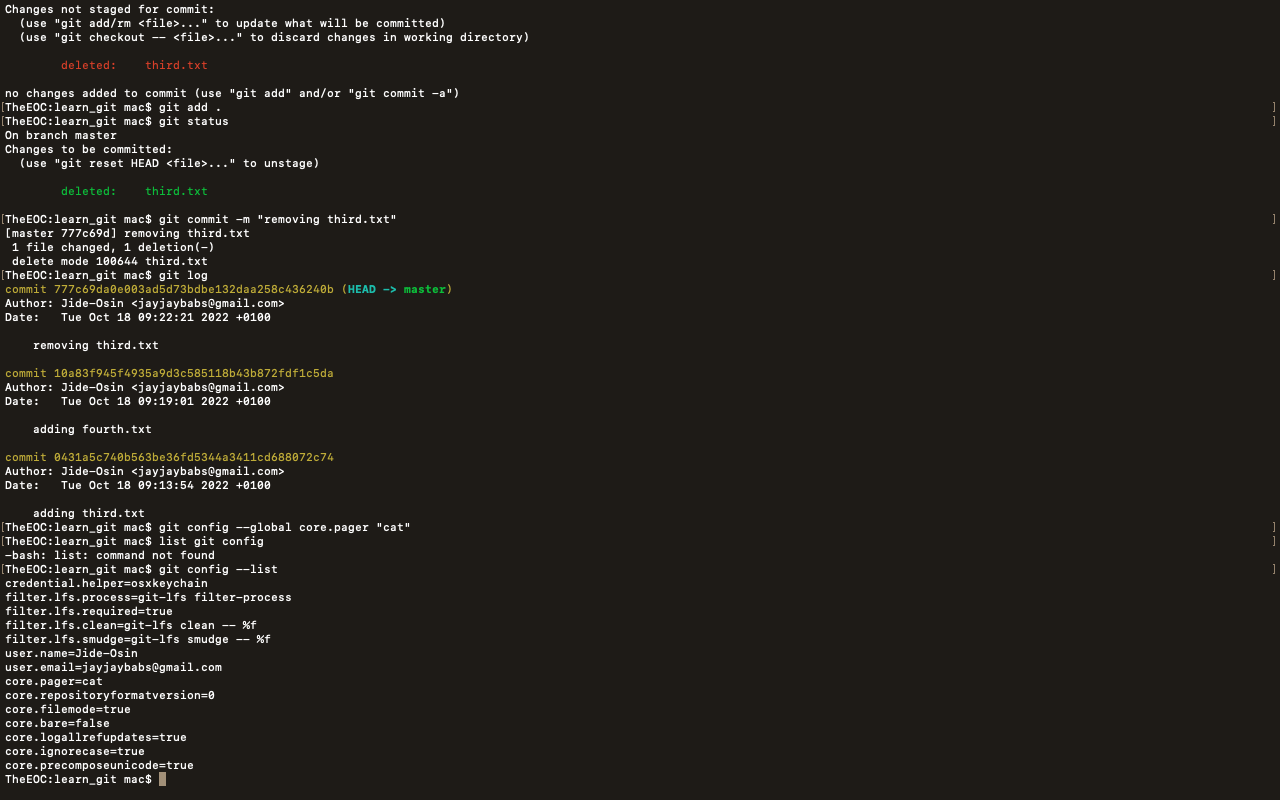 Changes not staged for commit:
  (use "git add/rm <file>..." to update what will be committed)
  (use "git checkout -- <file>..." to discard changes in working directory)

        deleted:    third.txt

no changes added to commit (use "git add" and/or "git commit -a")
[TheEOC:learn_git mac$ git add .                                                  ]
[TheEOC:learn_git mac$ git status                                                 ]
On branch master
Changes to be committed:
  (use "git reset HEAD <file>..." to unstage)

        deleted:    third.txt

[TheEOC:learn_git mac$ git commit -m "removing third.txt"                         ]
[master 777c69d] removing third.txt
 1 file changed, 1 deletion(-)
 delete mode 100644 third.txt
[TheEOC:learn_git mac$ git log                                                    ]
commit 777c69da0e003ad5d73bdbe132daa258c436240b (HEAD -> master)
Author: Jide-Osin <jayjaybabs@gmail.com>
Date:   Tue Oct 18 09:22:21 2022 +0100

    removing third.txt

commit 10a83f945f4935a9d3c585118b43b872fdf1c5da
Author: Jide-Osin <jayjaybabs@gmail.com>
Date:   Tue Oct 18 09:19:01 2022 +0100

    adding fourth.txt

commit 0431a5c740b563be36fd5344a3411cd688072c74
Author: Jide-Osin <jayjaybabs@gmail.com>
Date:   Tue Oct 18 09:13:54 2022 +0100

    adding third.txt
[TheEOC:learn_git mac$ git config --global core.pager "cat"                       ]
[TheEOC:learn_git mac$ list git config                                            ]
-bash: list: command not found
[TheEOC:learn_git mac$ git config --list                                          ]
credential.helper=osxkeychain
filter.lfs.process=git-lfs filter-process
filter.lfs.required=true
filter.lfs.clean=git-lfs clean -- %f
filter.lfs.smudge=git-lfs smudge -- %f
user.name=Jide-Osin
user.email=jayjaybabs@gmail.com
core.pager=cat
core.repositoryformatversion=0
core.filemode=true
core.bare=false
core.logallrefupdates=true
core.ignorecase=true
core.precomposeunicode=true
TheEOC:learn_git mac$